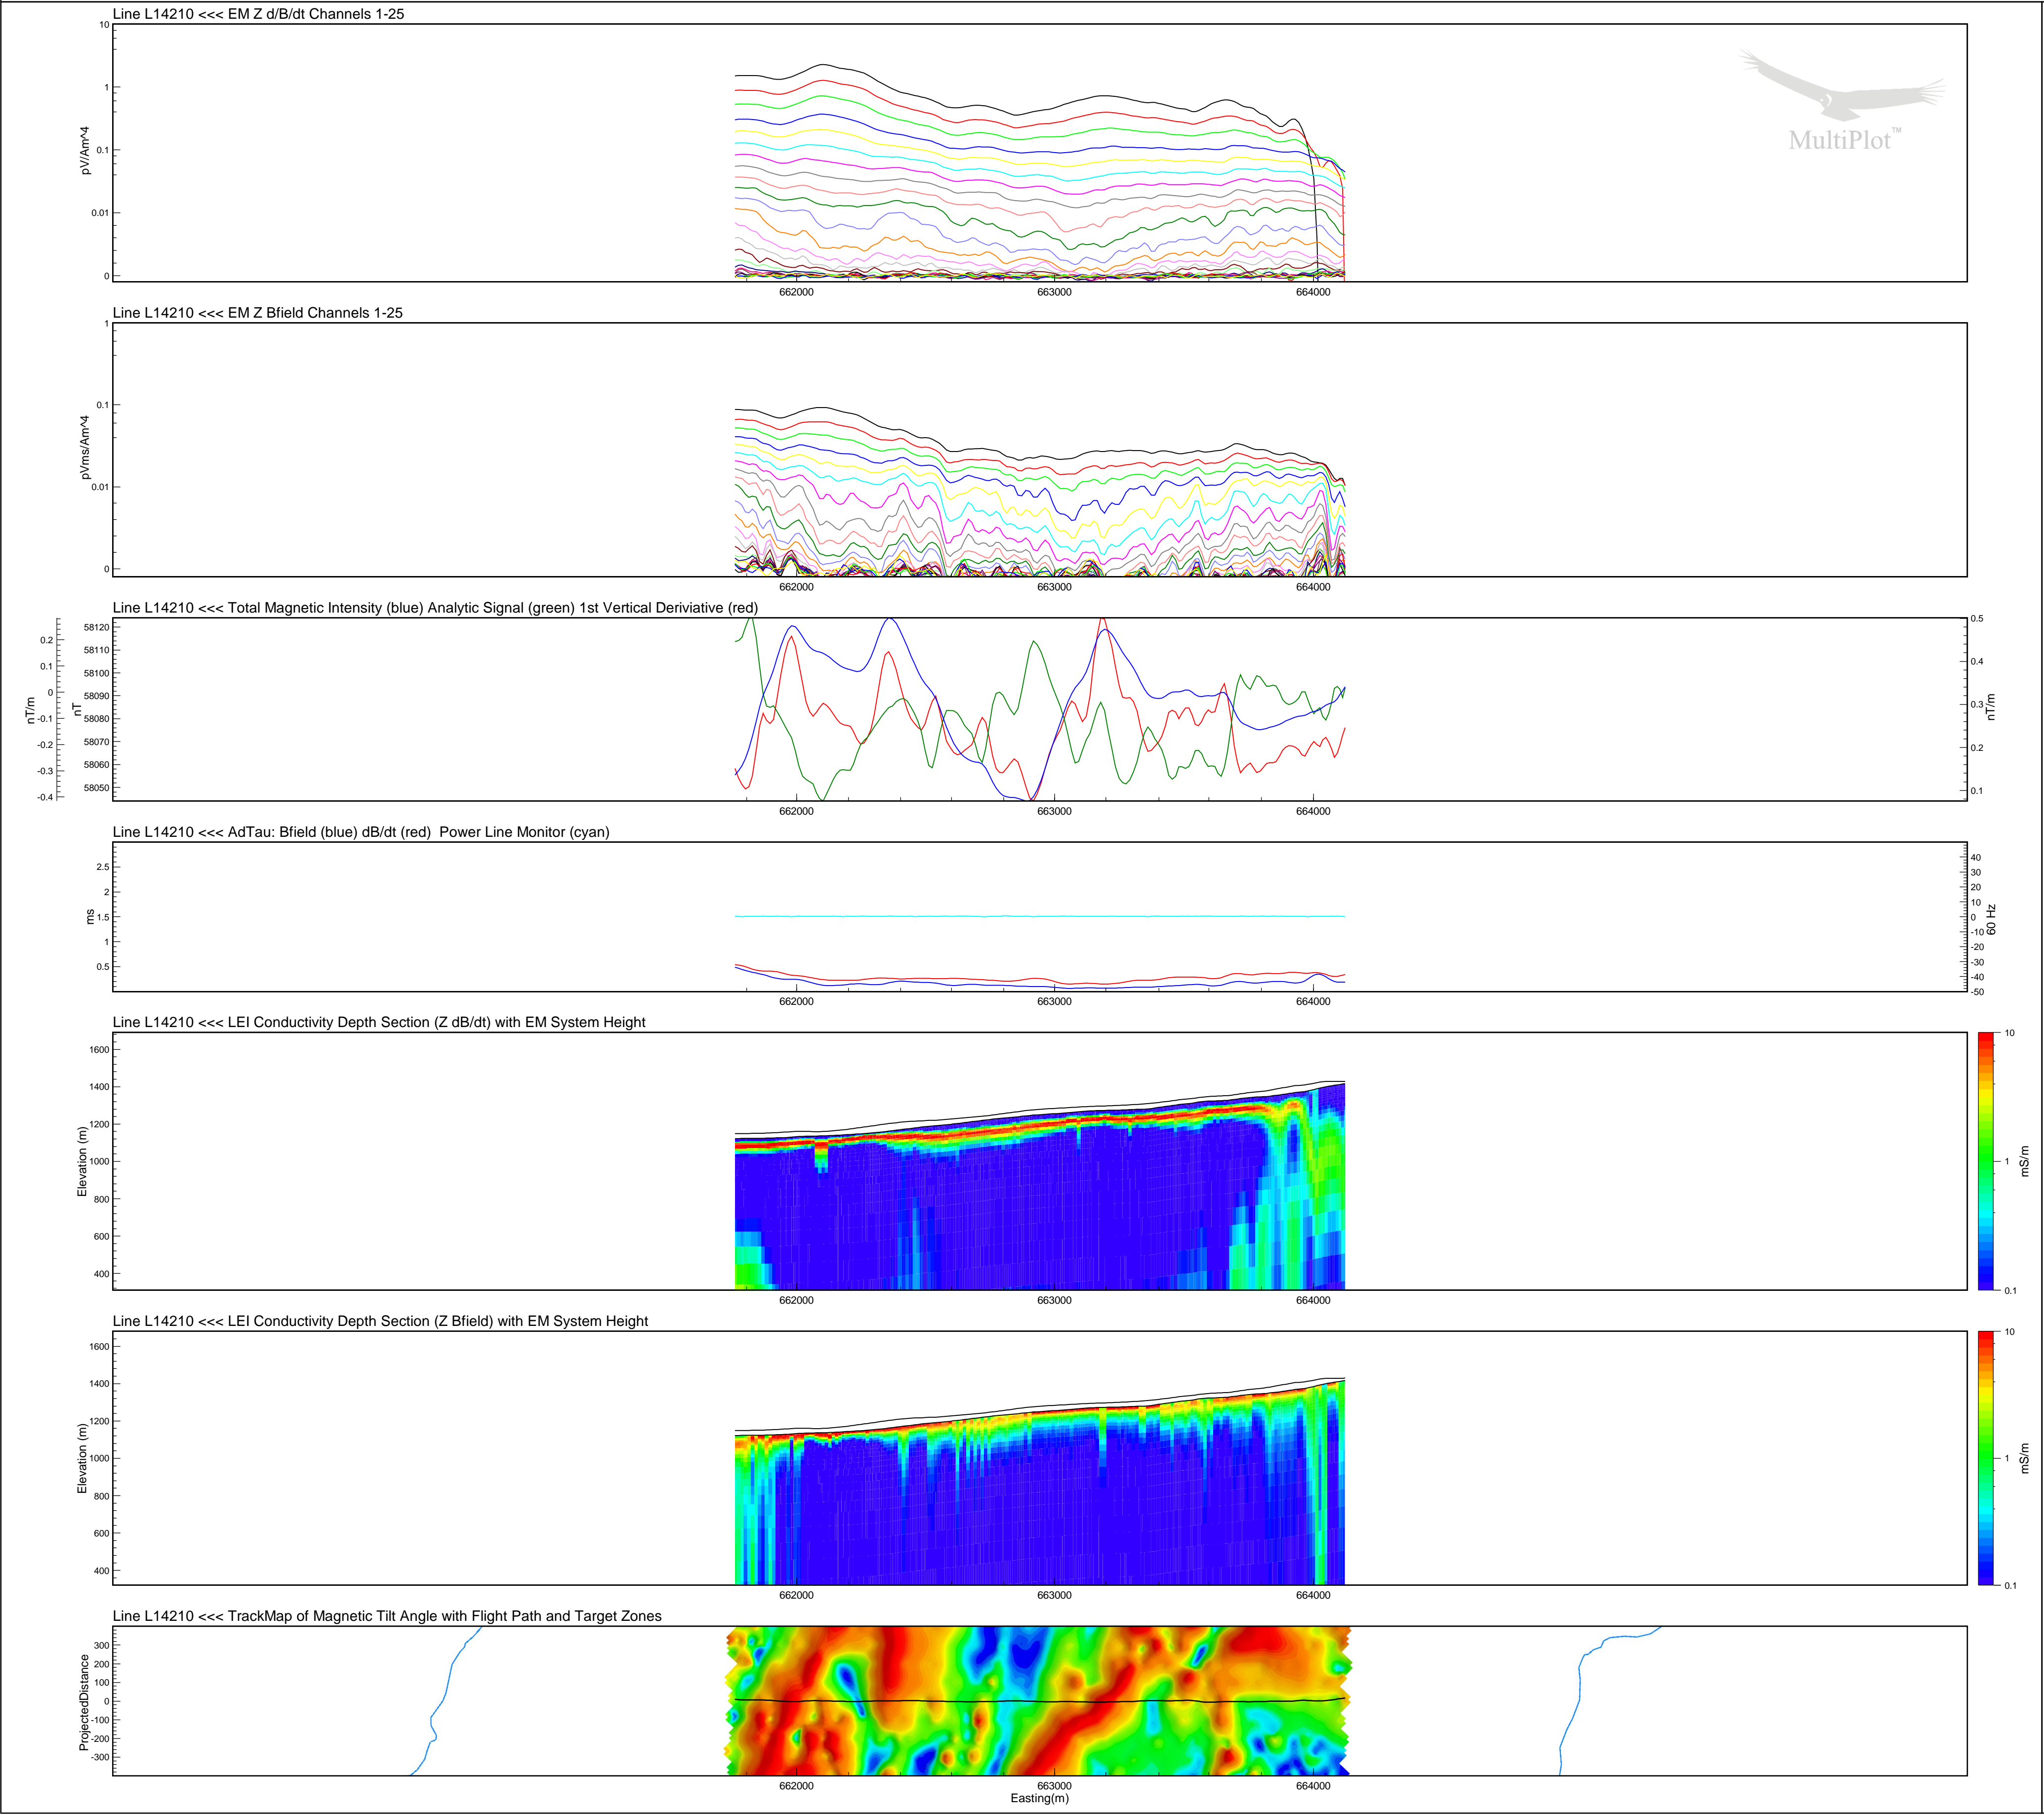 Line L14210 <<< EM Z d/B/dt Channels 1-25
10
1
0.1
0.01
0
pV/Am^4
MultiPlot™
662000 663000 664000
Line L14210 <<< EM Z Bfield Channels 1-25
1
0.1
0.01
0
pVms/Am^4
662000 663000 664000
Line L14210 <<< Total Magnetic Intensity (blue) Analytic Signal (green) 1st Vertical Deriviative (red)
0.2
0.1
0
-0.1
-0.2
-0.3
-0.4
nT/m
58120
58110
58100
58090
58080
58070
58060
58050
nT
0.5
0.4
0.3
0.2
0.1
nT/m
662000 663000 664000
Line L14210 <<< AdTau: Bfield (blue) dB/dt (red)  Power Line Monitor (cyan)
2.5
2
1.5
1
0.5
ms
40
30
20
10
0
-10
-20
-30
-40
-50
60 Hz
662000 663000 664000
Line L14210 <<< LEI Conductivity Depth Section (Z dB/dt) with EM System Height
1600
1400
1200
1000
800
600
400
Elevation (m)
10
1
0.1
mS/m
662000 663000 664000
Line L14210 <<< LEI Conductivity Depth Section (Z Bfield) with EM System Height
1600
1400
1200
1000
800
600
400
Elevation (m)
10
1
0.1
mS/m
662000 663000 664000
Line L14210 <<< TrackMap of Magnetic Tilt Angle with Flight Path and Target Zones
300
200
100
0
-100
-200
-300
ProjectedDistance
662000 663000 664000
Easting(m)